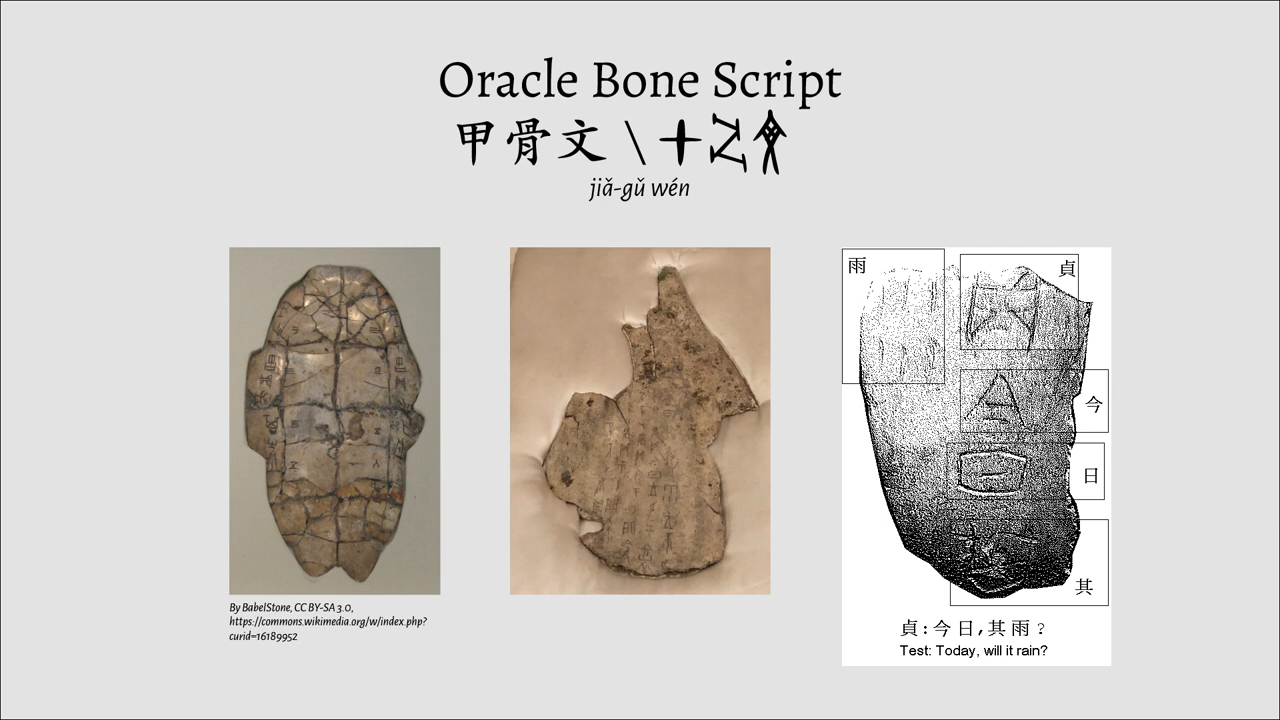 Oracle Bone Script
甲骨文 \
jiǎ-gǔ wén
By BabelStone, CC BY-SA 3.0,
https://commons.wikimedia.org/w/index.php?
curid=16189952
雨
貞
今
日
其
貞:今日,其雨?
Test: Today, will it rain?